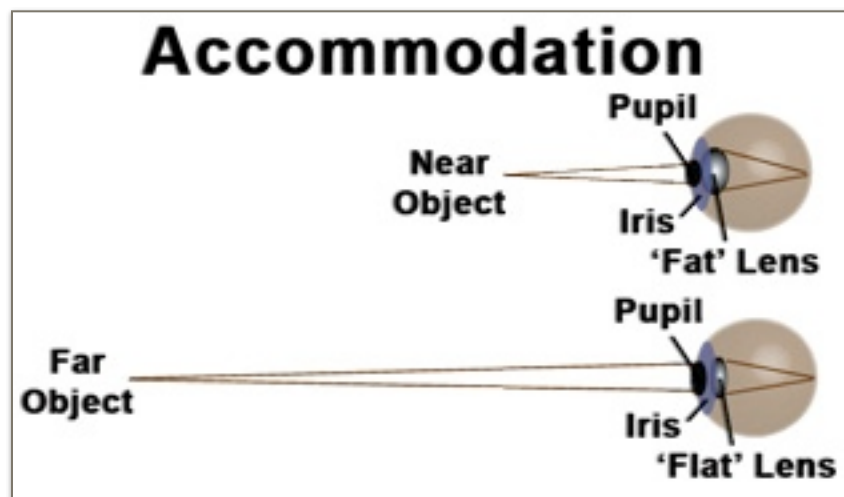 Accommodation
Pupil
Near
Object
Iris
‘Fat’ Lens
Pupil
Far
Object
Iris
‘Flat’ Lens